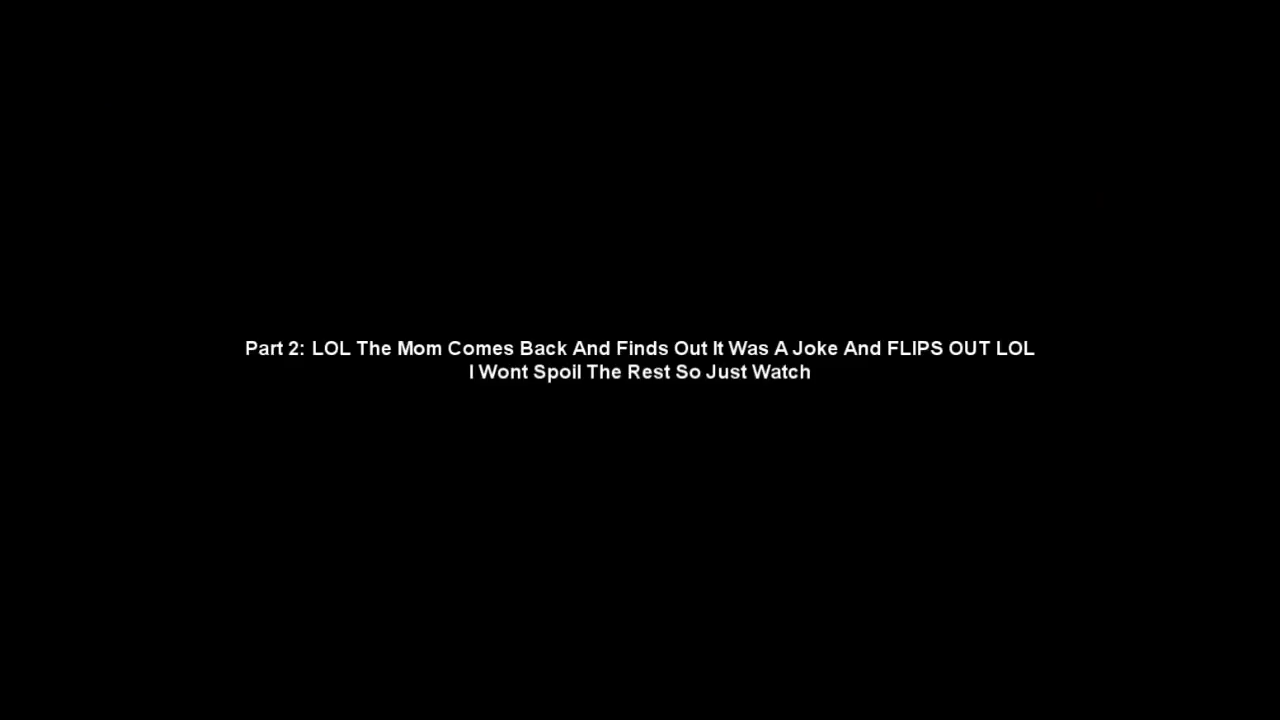 Part 2: LOL The Mom Comes Back And Finds Out It Was A Joke And FLIPS OUT LOL
I Wont Spoil The Rest So Just Watch